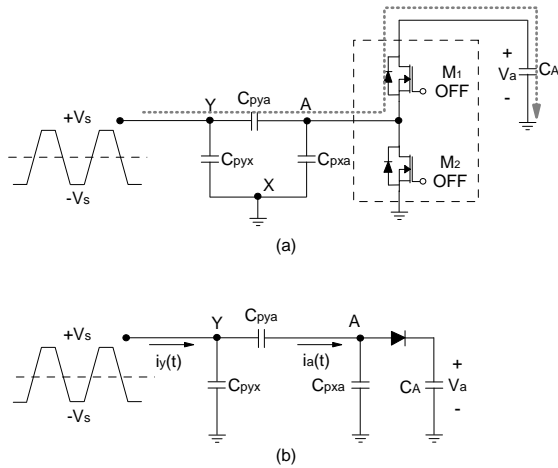 M1
OFF
+
Va
-
CA
Y
Cpya
A
+Vs
-Vs
Cpyx
Cpxa
M2
OFF
X
(a)
+Vs
-Vs
Y
Cpya
A
iy(t)
ia(t)
Cpyx
Cpxa
CA
+
Va
-
(b)